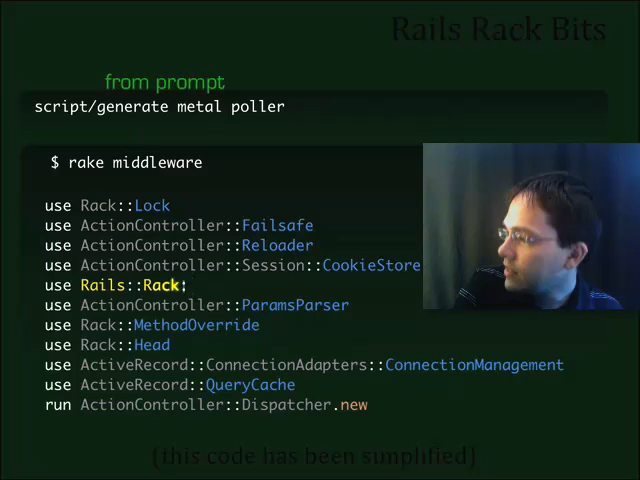 Rails Rack Bits
from prompt
script/generate metal poller
$ rake middleware
use Rack::Lock
use ActionController::Failsafe
use ActionController::Reloader
use ActionController::Session::CookieStore
use Rails::Rack:
use ActionController::ParamsParser
use Rack::MethodOverride
use Rack::Head
use ActiveRecord::ConnectionAdapters::ConnectionManagement
use ActiveRecord::QueryCache
run ActionController::Dispatcher.new
(this code has been simplified)